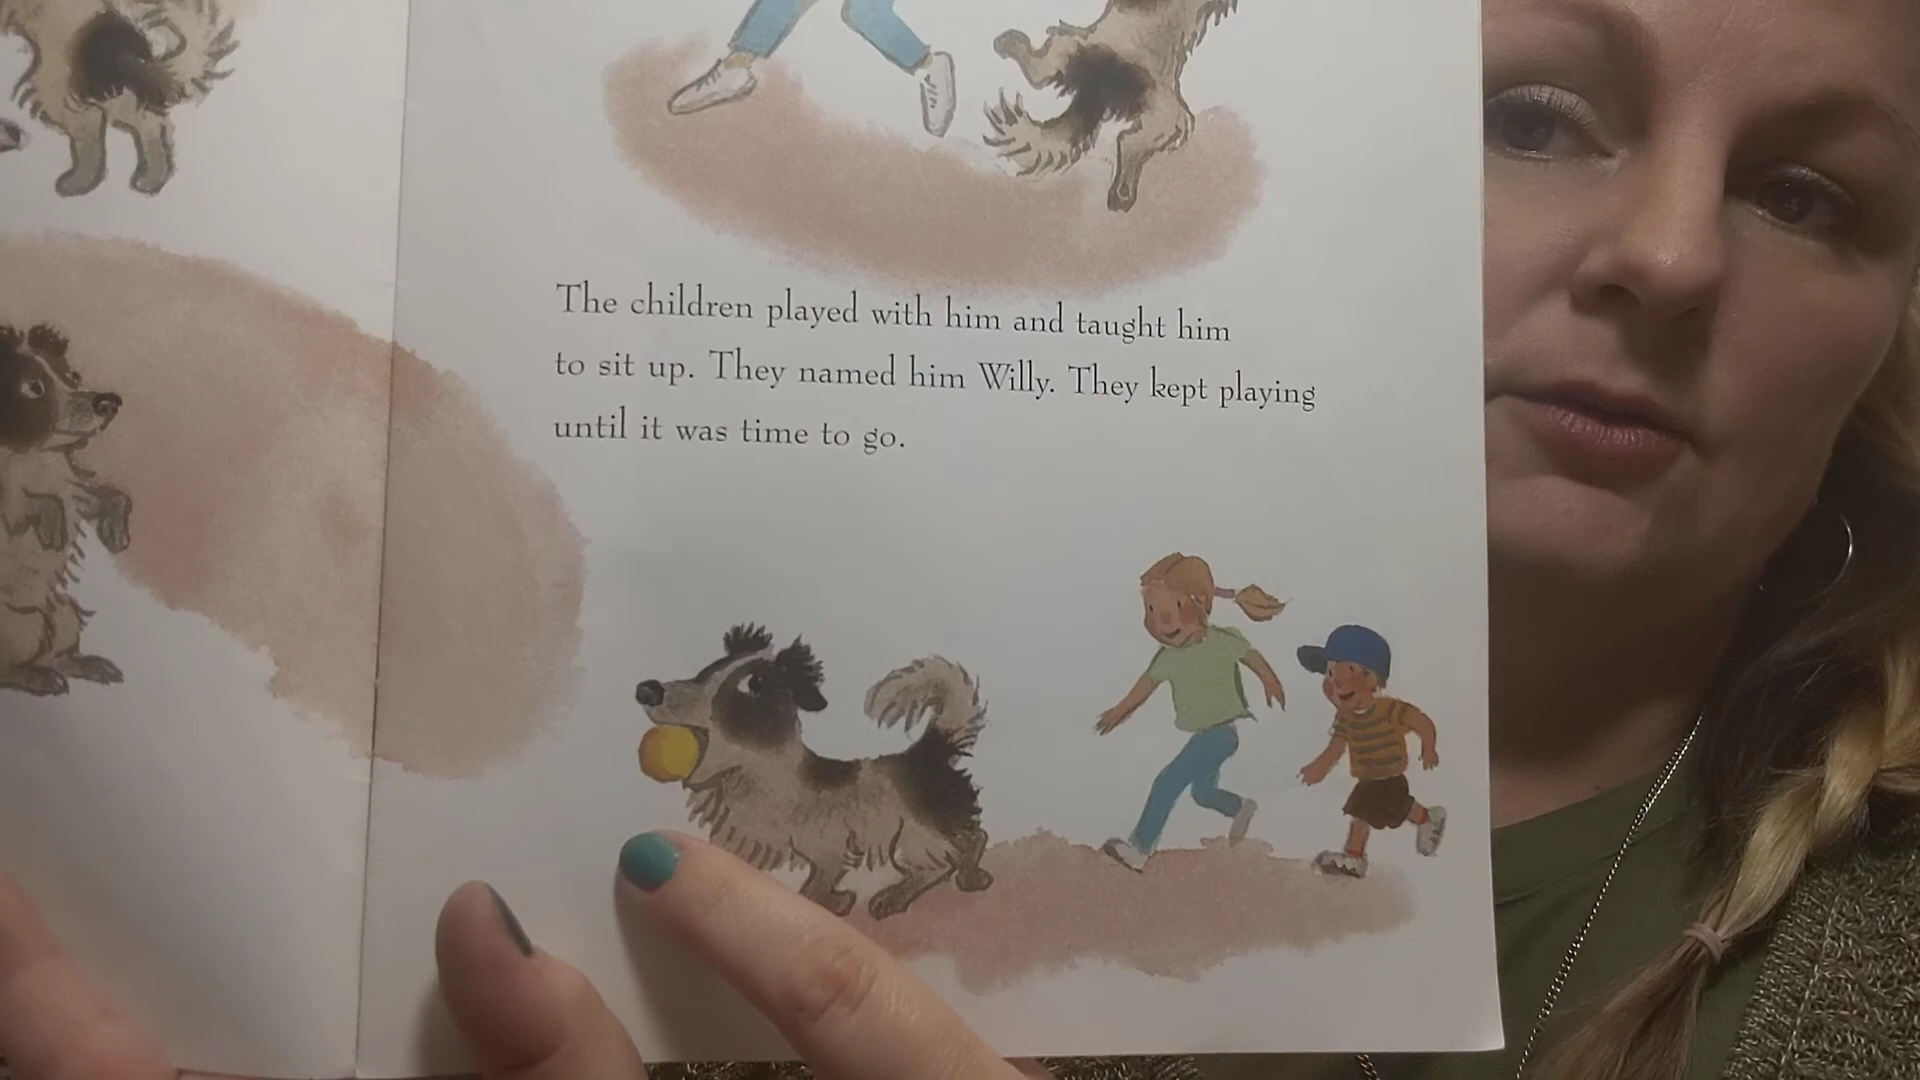 The children played with him and taught him
to sit up. They named him Willy. They kept playing
until it was time to go.